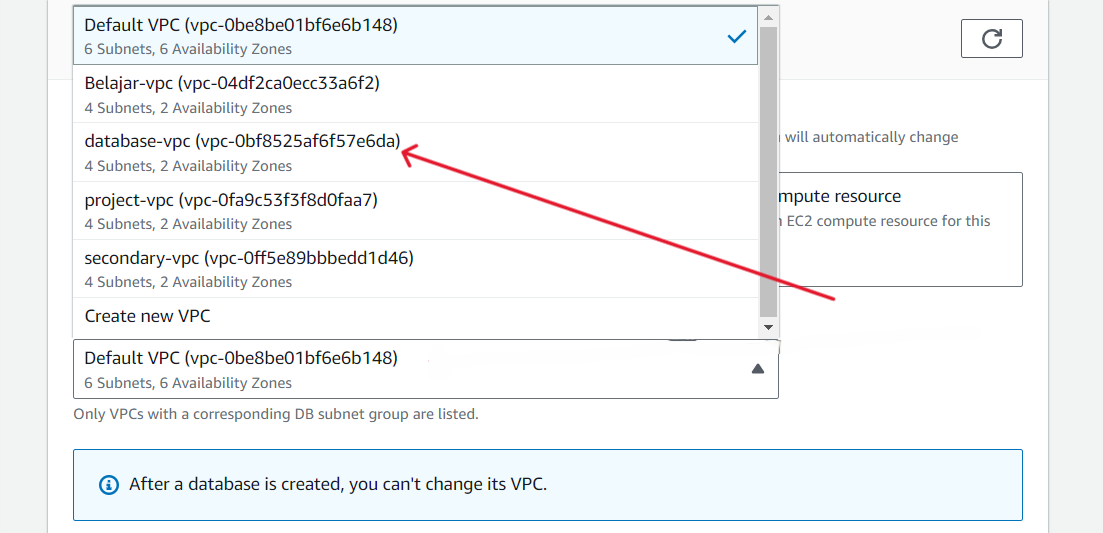 Default VPC (vpc-0be8be01bf6e6b148)
6 Subnets, 6 Availability Zones
Belajar-vpc (vpc-04df2ca0ecc33a6f2)
4 Subnets, 2 Availability Zones
database-vpc (vpc-0bf8525af6f57e6da)
4 Subnets, 2 Availability Zones
project-vpc (vpc-0fa9c53f3f8d0faa7)
4 Subnets, 2 Availability Zones
secondary-vpc (vpc-0ff5e89bbbedd1d46)
4 Subnets, 2 Availability Zones
Create new VPC
will automatically change
mpute resource
EC2 compute resource for this
Default VPC (vpc-0be8be01bf6e6b148)
6 Subnets, 6 Availability Zones
Only VPCs with a corresponding DB subnet group are listed.
After a database is created, you can't change its VPC.